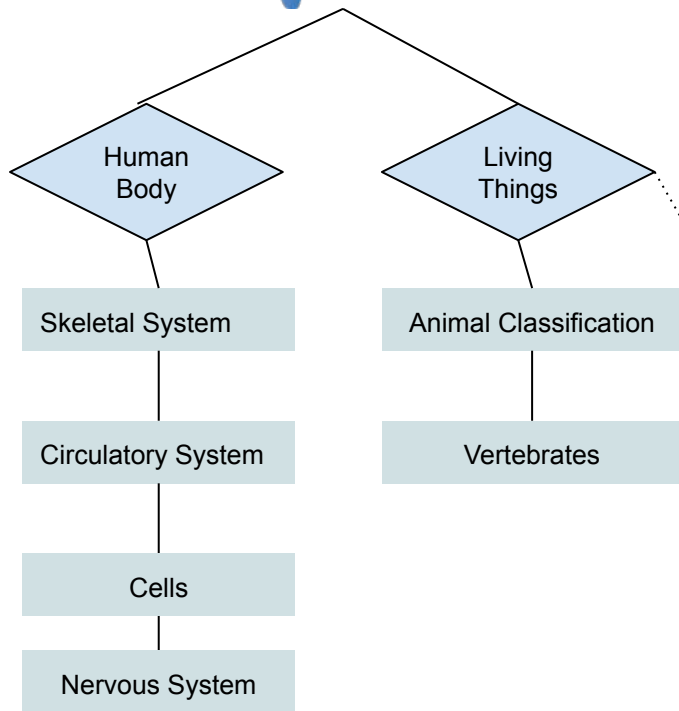 Human
Body
Living
Things
Skeletal System
Animal Classification
Circulatory System
Vertebrates
Cells
Nervous System